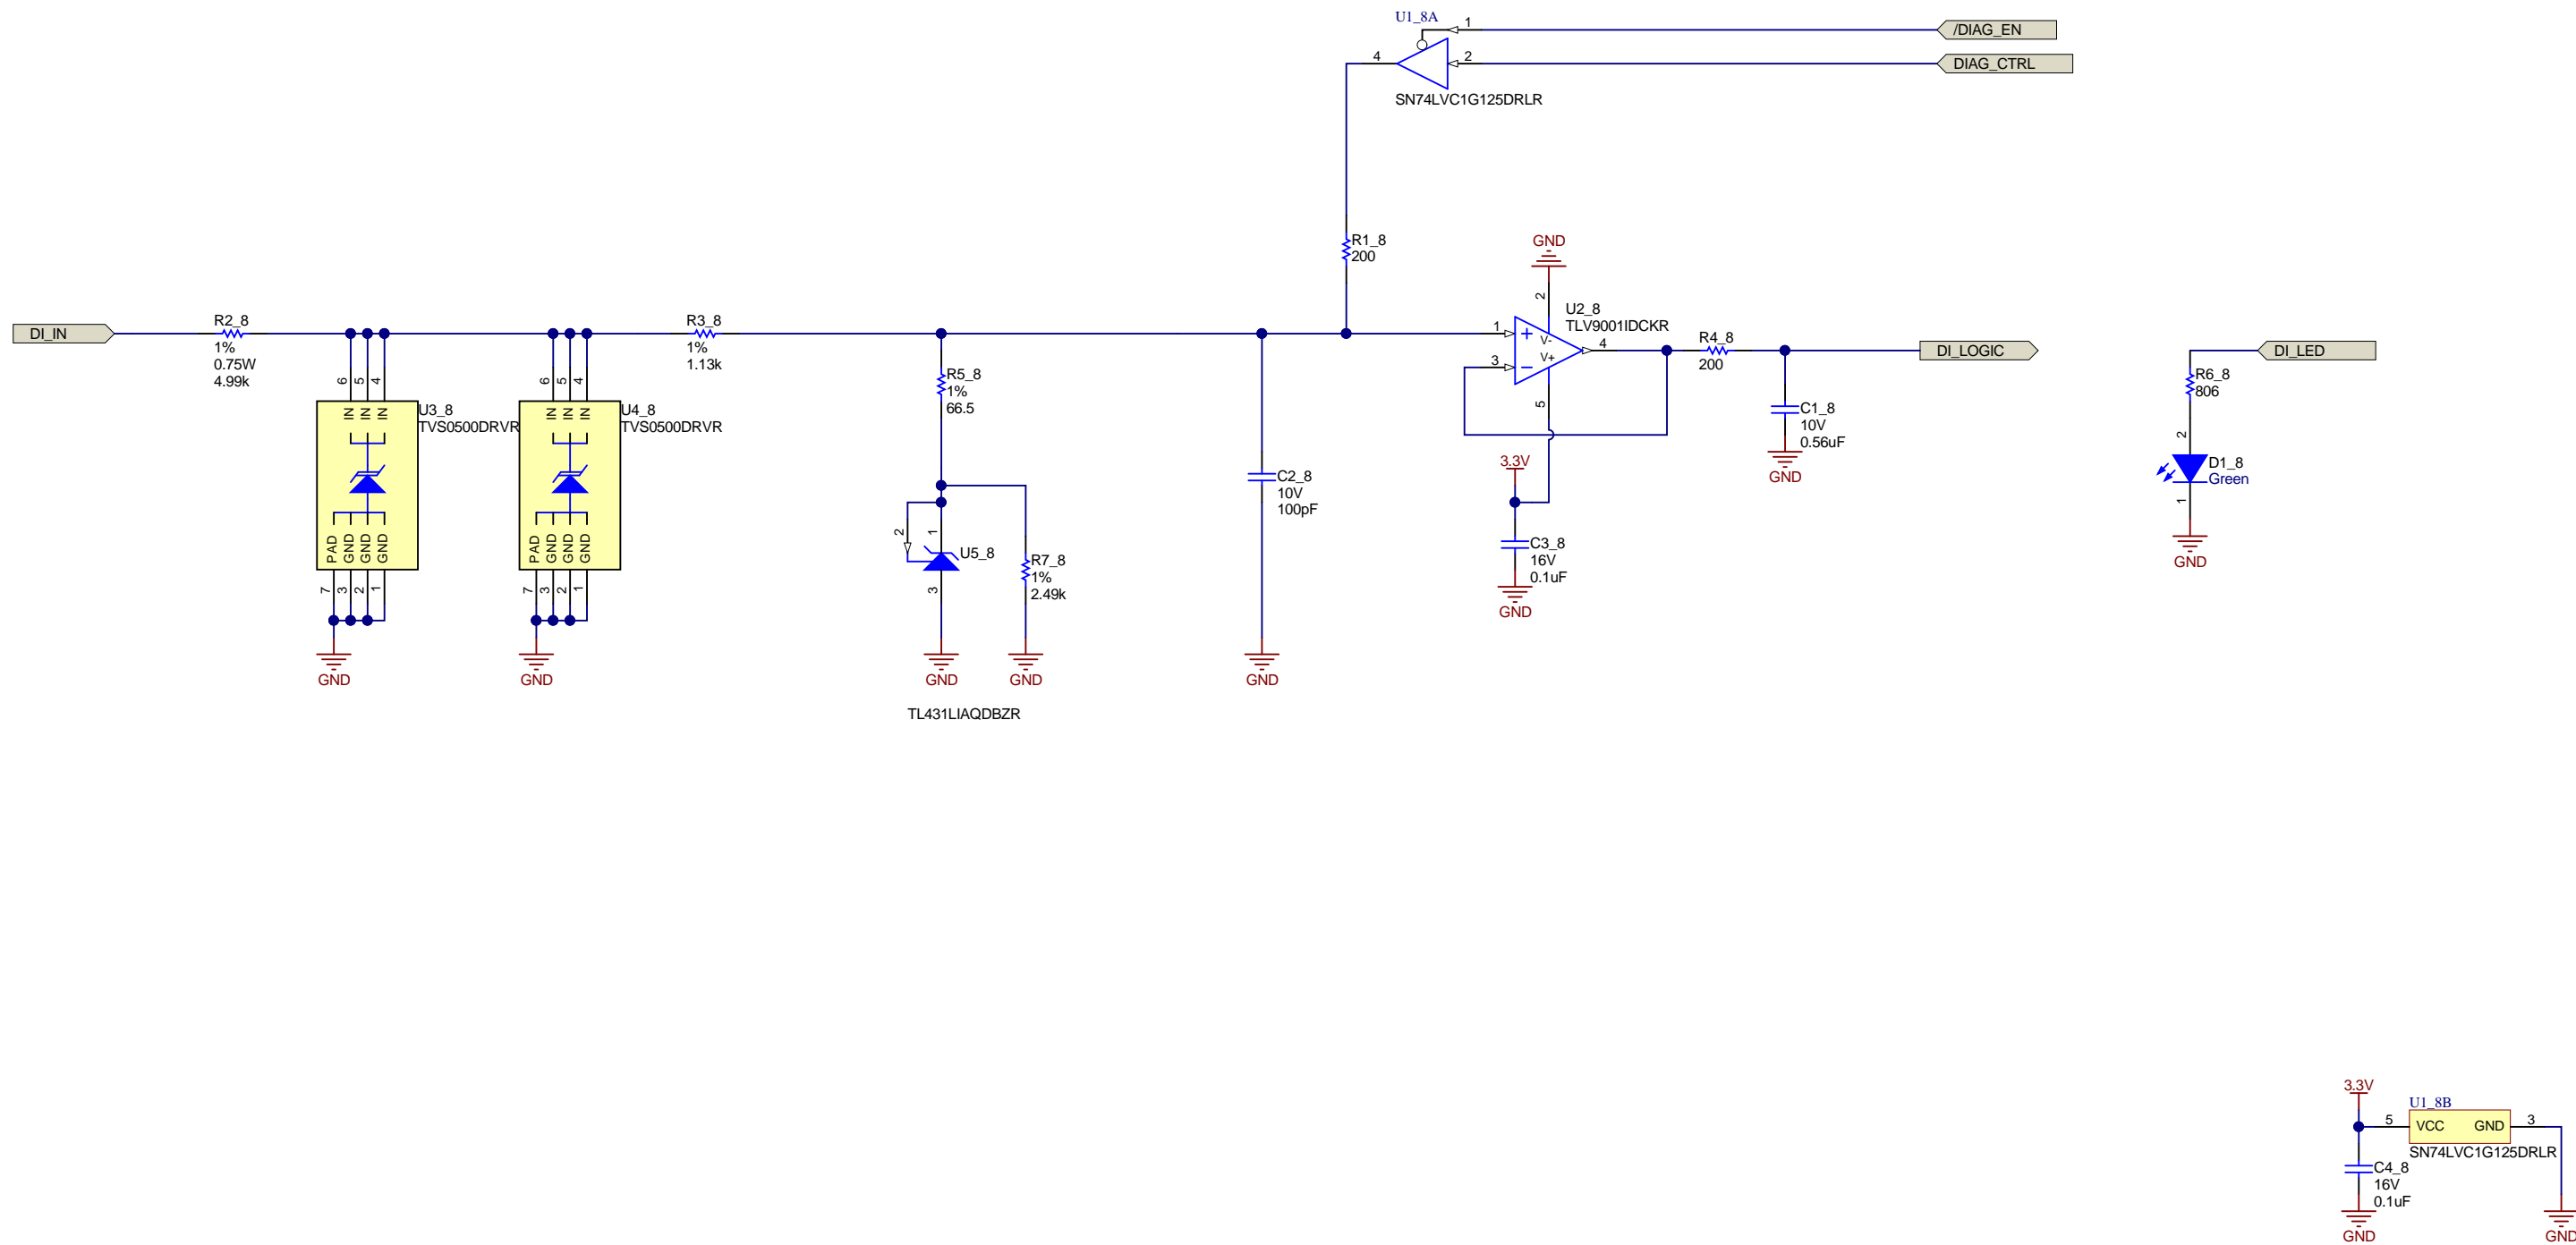 U1_8A
1
/DIAG_EN
4
2
DIAG_CTRL
SN74LVC1G125DRLR
R1_8
200
GND
2
U2_8
TLV9001IDCKR
DI_IN
R2_8
1%
0.75W
4.99k
R3_8
1%
1.13k
1
+
V-
V+
3
−
4
5
R4_8
200
DI_LOGIC
DI_LED
R6_8
806
6
5
4
IN
IN
IN
U3_8
TVS0500DRVR
PAD
GND
GND
GND
7
3
2
1
GND
6
5
4
IN
IN
IN
U4_8
TVS0500DRVR
PAD
GND
GND
GND
7
3
2
1
GND
R5_8
1%
66.5
2
1
U5_8
3
R7_8
1%
2.49k
GND
GND
TL431LIAQDBZR
C2_8
10V
100pF
GND
3.3V
C3_8
16V
0.1uF
GND
C1_8
10V
0.56uF
GND
2
D1_8
Green
1
GND
3.3V
U1_8B
5
VCC
GND
3
SN74LVC1G125DRLR
C4_8
16V
0.1uF
GND
GND